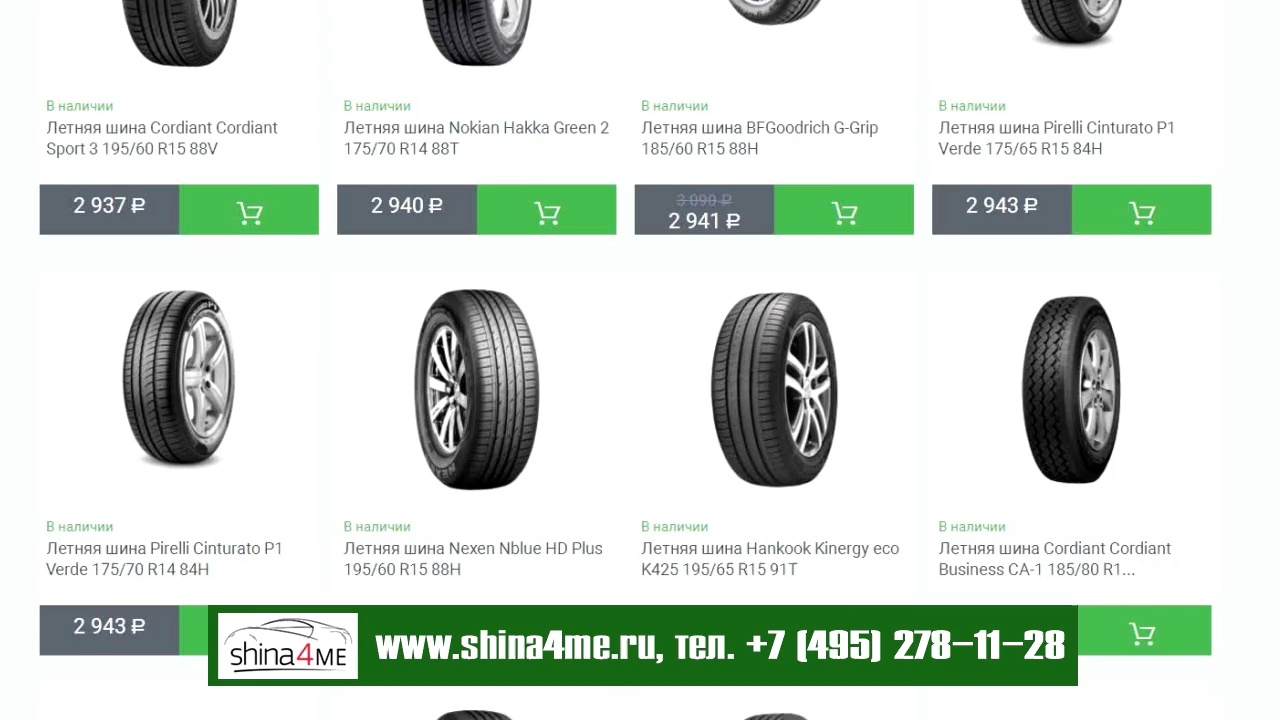 В наличии
Летняя шина Cordiant Cordiant
Sport 3 195/60 R15 88V
2 937 ₽
В наличии
Летняя шина Nokian Hakka Green 2
175/70 R14 88T
2 940 ₽
В наличии
Летняя шина BFGoodrich G-Grip
185/60 R15 88H
3 090 ₽
2 941 ₽
В наличии
Летняя шина Pirelli Cinturato P1
Verde 175/65 R15 84H
2 943 ₽
В наличии
Летняя шина Pirelli Cinturato P1
Verde 175/70 R14 84H
2 943 ₽
В наличии
Летняя шина Nexen Nblue HD Plus
195/60 R15 88H
В наличии
Летняя шина Hankook Kinergy eco
K425 195/65 R15 91T
В наличии
Летняя шина Cordiant Cordiant
Business CA-1 185/80 R1...
shina4ME
www.shina4me.ru, тел. +7 (495) 278-11-28